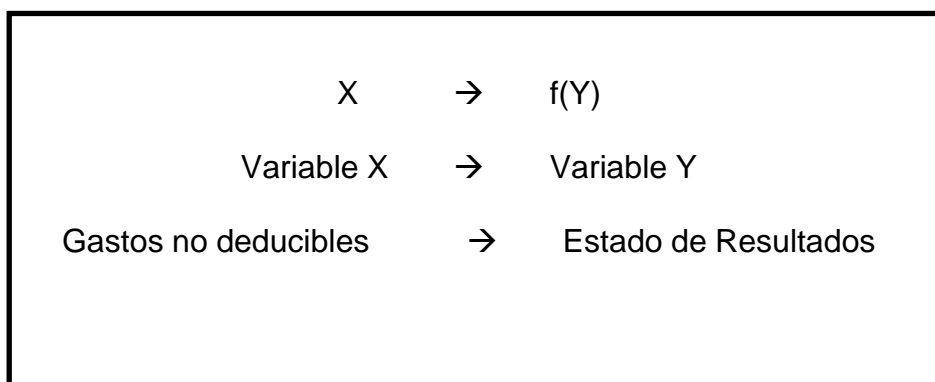 X → f(Y)
Variable X → Variable Y
Gastos no deducibles → Estado de Resultados